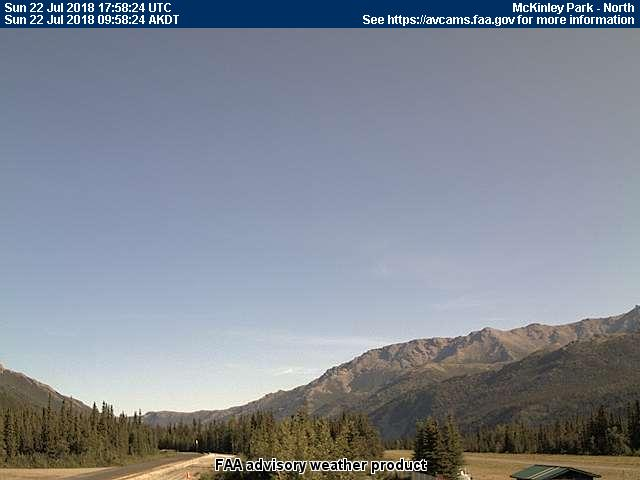 Sun 22 Jul 2018 17:58:24 UTC
McKinley Park - North
Sun 22 Jul 2018 09:58:24 AKDT
See https://avcams.faa.gov for more information
FAA advisory weather product